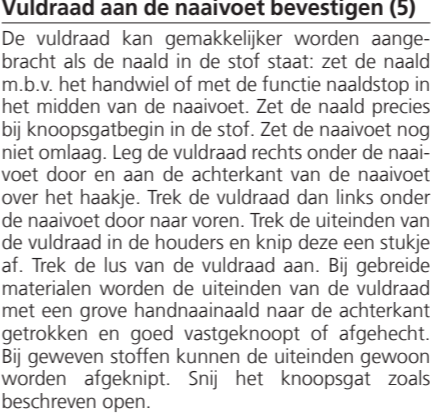 Vuldraad aan de naaivoet bevestigen (5)
De vuldraad kan gemakkelijker worden aange-
bracht als de naald in de stof staat: zet de naald
m.b.v. het handwiel of met de functie naaldstop in
het midden van de naaivoet. Zet de naald precies
bij knoopsgatbegin in de stof. Zet de naaivoet nog
niet omlaag. Leg de vuldraad rechts onder de naai-
voet door en aan de achterkant van de naaivoet
over het haakje. Trek de vuldraad dan links onder
de naaivoet door naar voren. Trek de uiteinden van
de vuldraad in de houders en knip deze een stukje
af. Trek de lus van de vuldraad aan. Bij gebreide
materialen worden de uiteinden van de vuldraad
met een grove handnaainaald naar de achterkant
getrokken en goed vastgeknoopt of afgehecht.
Bij geweven stoffen kunnen de uiteinden gewoon
worden afgeknipt. Snij het knoopsgat zoals
beschreven open.